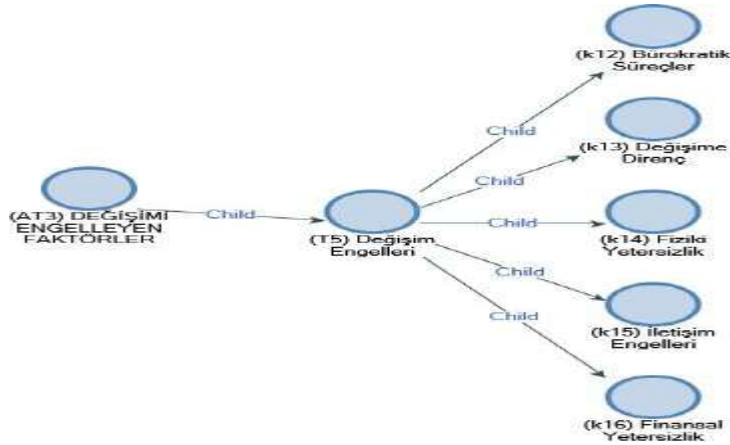 (k12) Bürokratik
Süreçler
Child
(k13) Değişime
Direnç
Child
(AT3) DEĞİŞİMİ
ENGELLEYEN
FAKTÖRLER
Child
(T5) Değişim
Engelleri
Child
(k14) Fiziki
Yetersizlik
Child
(k15) İletişim
Engelleri
Child
(k16) Finansal
Yetersizlik